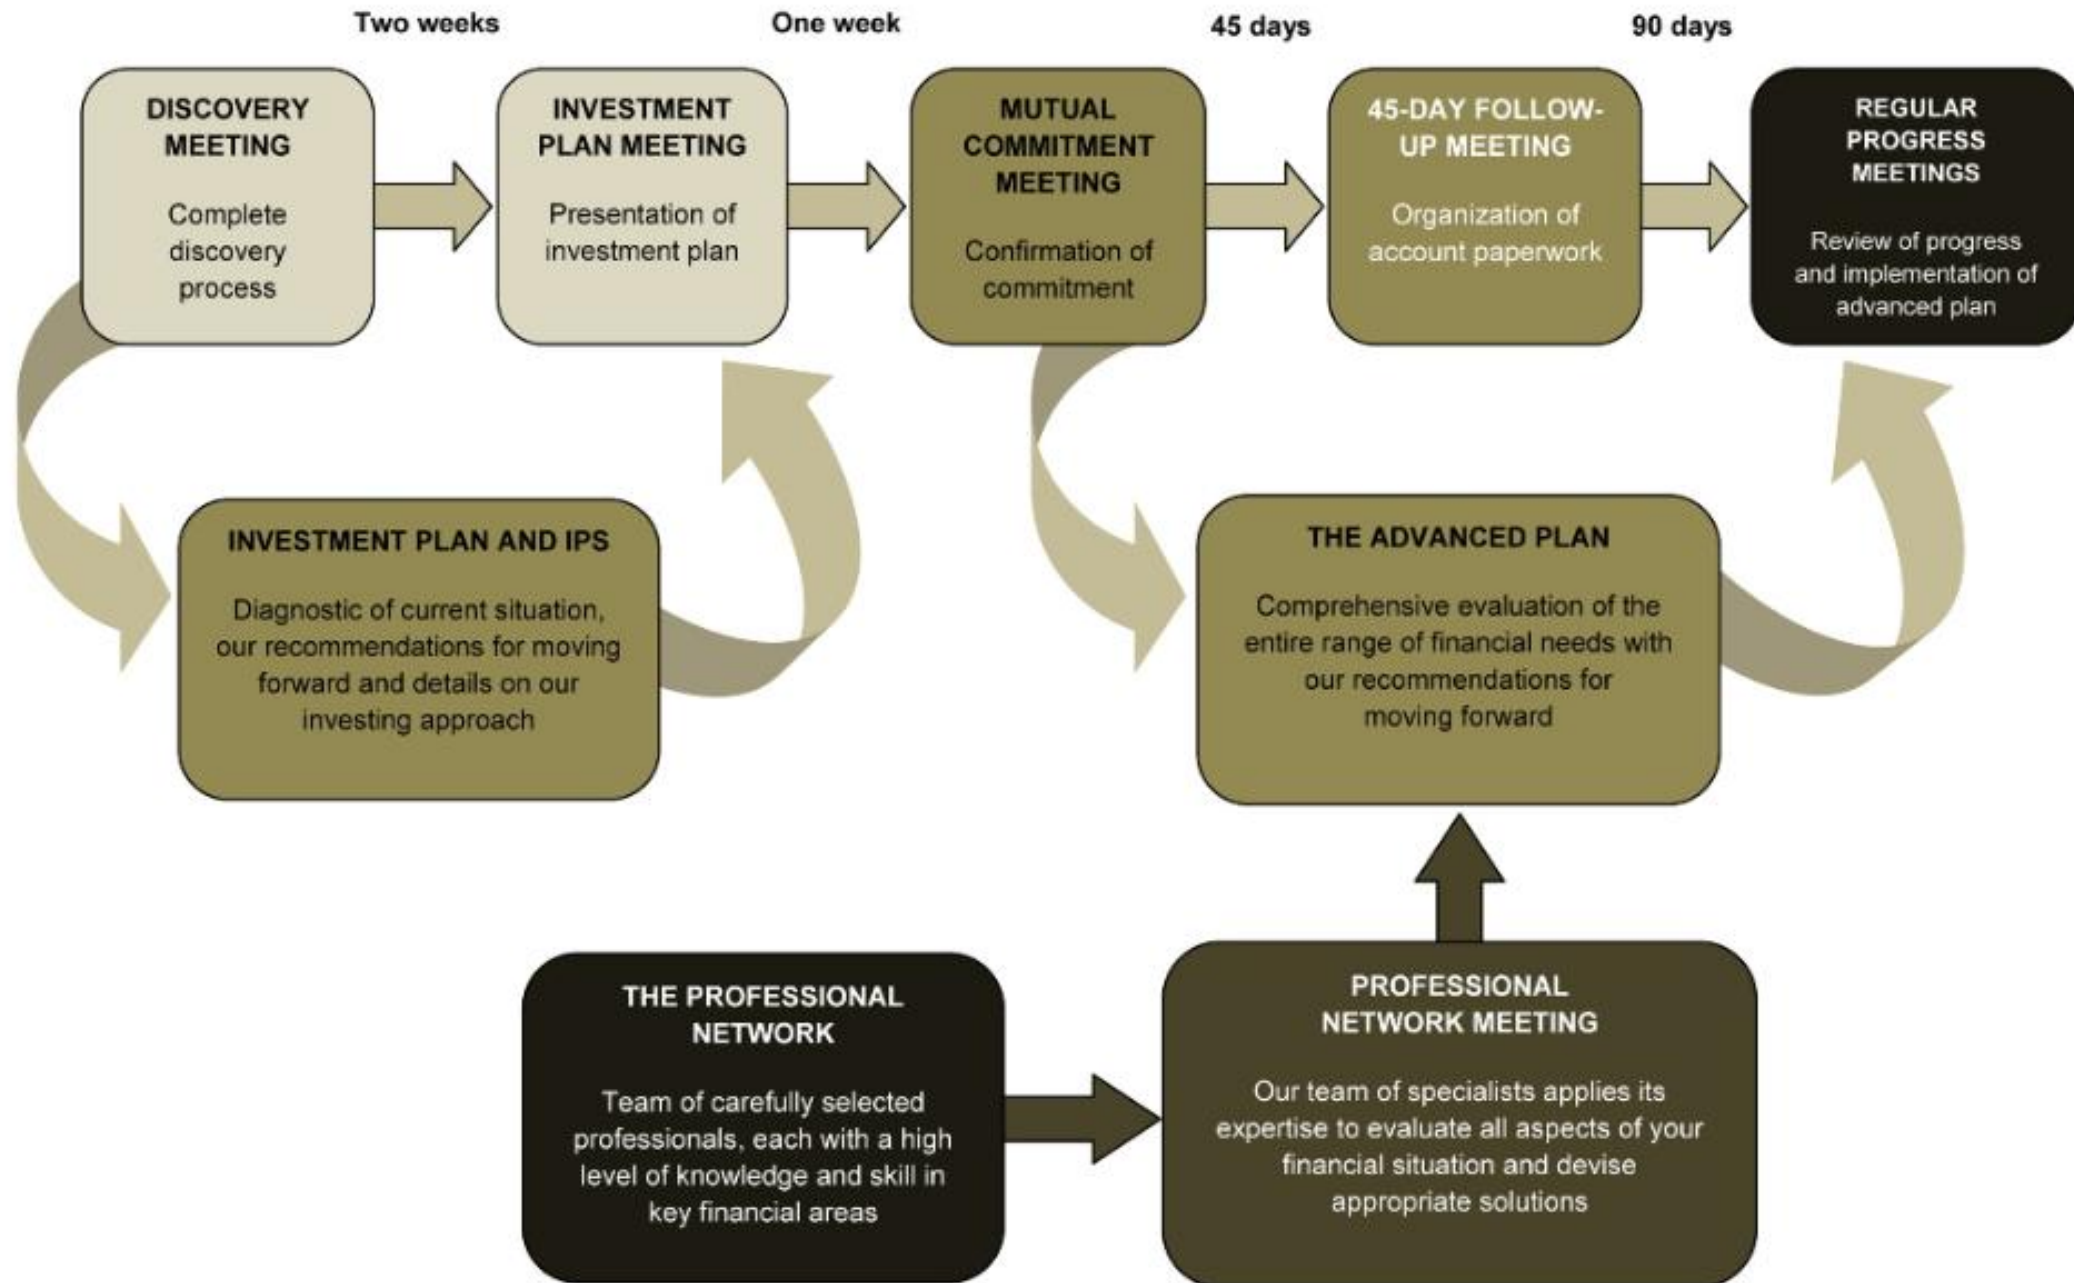 Two weeks
One week
45 days
90 days
DISCOVERY
MEETING
Complete
discovery
process
INVESTMENT
PLAN MEETING
Presentation of
investment plan
MUTUAL
COMMITMENT
MEETING
Confirmation of
commitment
45-DAY FOLLOW-
UP MEETING
Organization of
account paperwork
REGULAR
PROGRESS
MEETINGS
Review of progress
and implementation of
advanced plan
INVESTMENT PLAN AND IPS
Diagnostic of current situation,
our recommendations for moving
forward and details on our
investing approach
THE ADVANCED PLAN
Comprehensive evaluation of the
entire range of financial needs with
our recommendations for
moving forward
THE PROFESSIONAL
NETWORK
Team of carefully selected
professionals, each with a high
level of knowledge and skill in
key financial areas
PROFESSIONAL
NETWORK MEETING
Our team of specialists applies its
expertise to evaluate all aspects of your
financial situation and devise
appropriate solutions